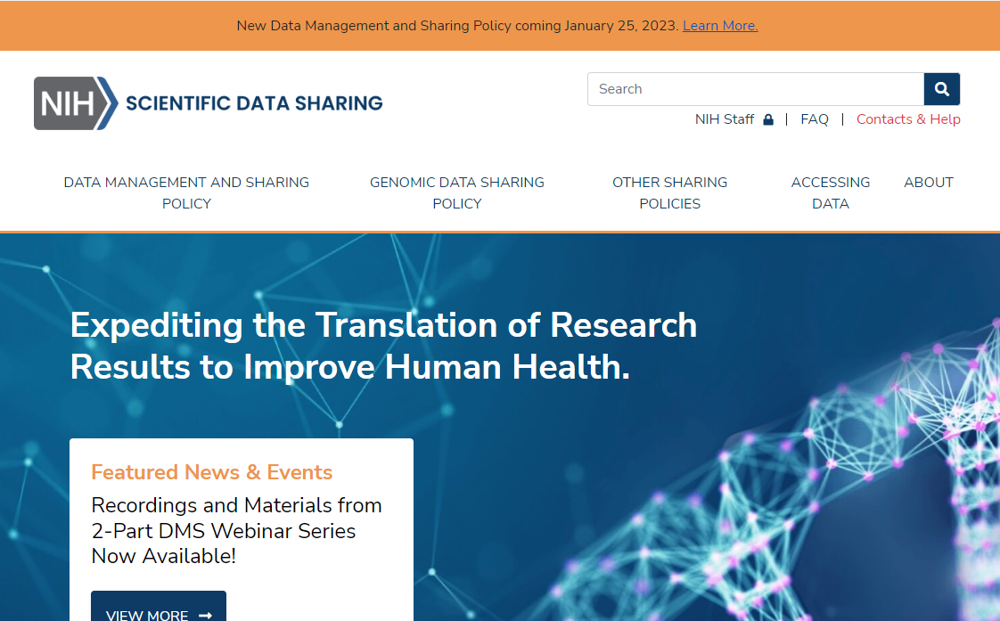 New Data Management and Sharing Policy coming January 25, 2023. Learn More.
NIH SCIENTIFIC DATA SHARING
Search
NIH Staff | FAQ | Contacts & Help
DATA MANAGEMENT AND SHARING
POLICY
GENOMIC DATA SHARING
POLICY
OTHER SHARING
POLICIES
ACCESSING
DATA
ABOUT
Expediting the Translation of Research
Results to Improve Human Health.
Featured News & Events
Recordings and Materials from
2-Part DMS Webinar Series
Now Available!
VIEW MORE